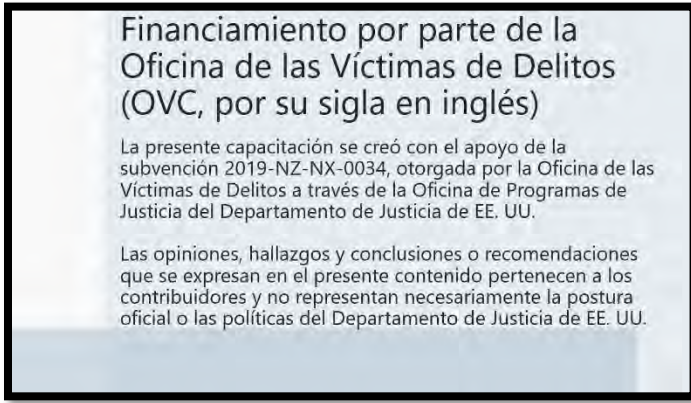 Financiamiento por parte de la
Oficina de las Víctimas de Delitos
(OVC, por su sigla en inglés)
La presente capacitación se creó con el apoyo de la
subvención 2019-NZ-NX-0034, otorgada por la Oficina de las
Víctimas de Delitos a través de la Oficina de Programas de
Justicia del Departamento de Justicia de EE. UU.
Las opiniones, hallazgos y conclusiones o recomendaciones
que se expresan en el presente contenido pertenecen a los
contribuidores y no representan necesariamente la postura
oficial o las políticas del Departamento de Justicia de EE. UU.